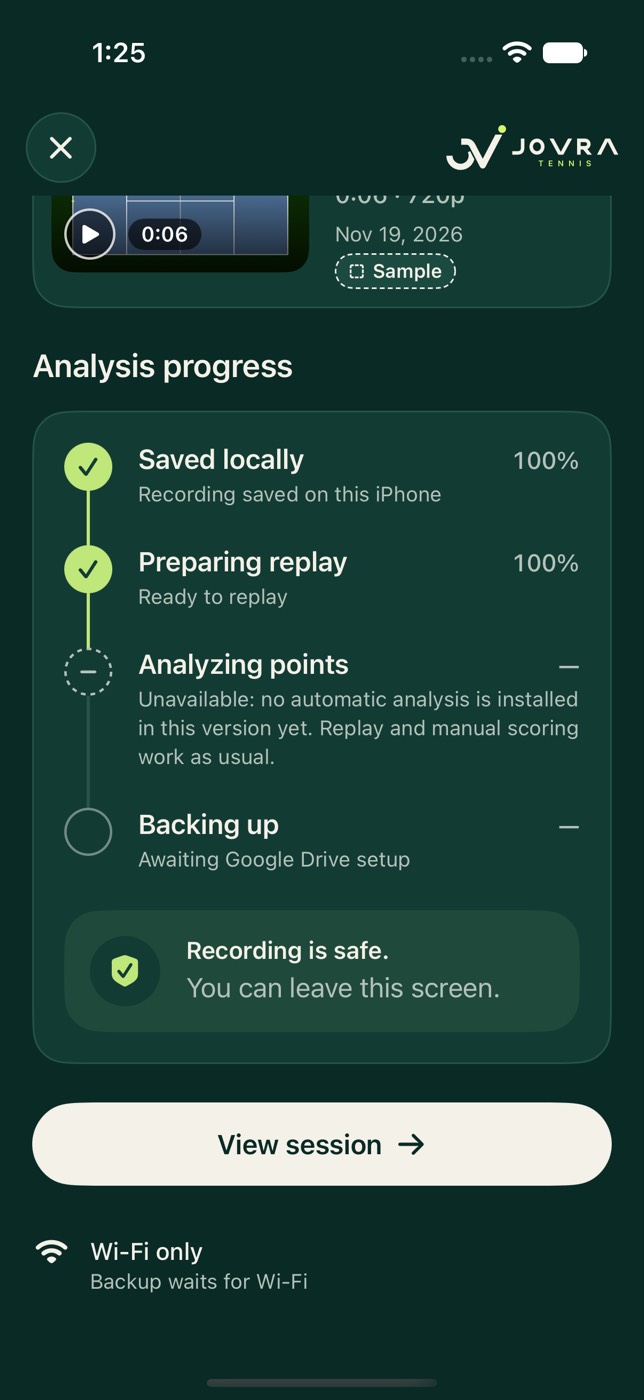 1:25
JOVRA
TENNIS
0:06 · 720p
0:06
Nov 19, 2026
Sample
Analysis progress
Saved locally
100%
Recording saved on this iPhone
Preparing replay
100%
Ready to replay
Analyzing points
—
Unavailable: no automatic analysis is installed
in this version yet. Replay and manual scoring
work as usual.
Backing up
—
Awaiting Google Drive setup
Recording is safe.
You can leave this screen.
View session →
Wi-Fi only
Backup waits for Wi-Fi